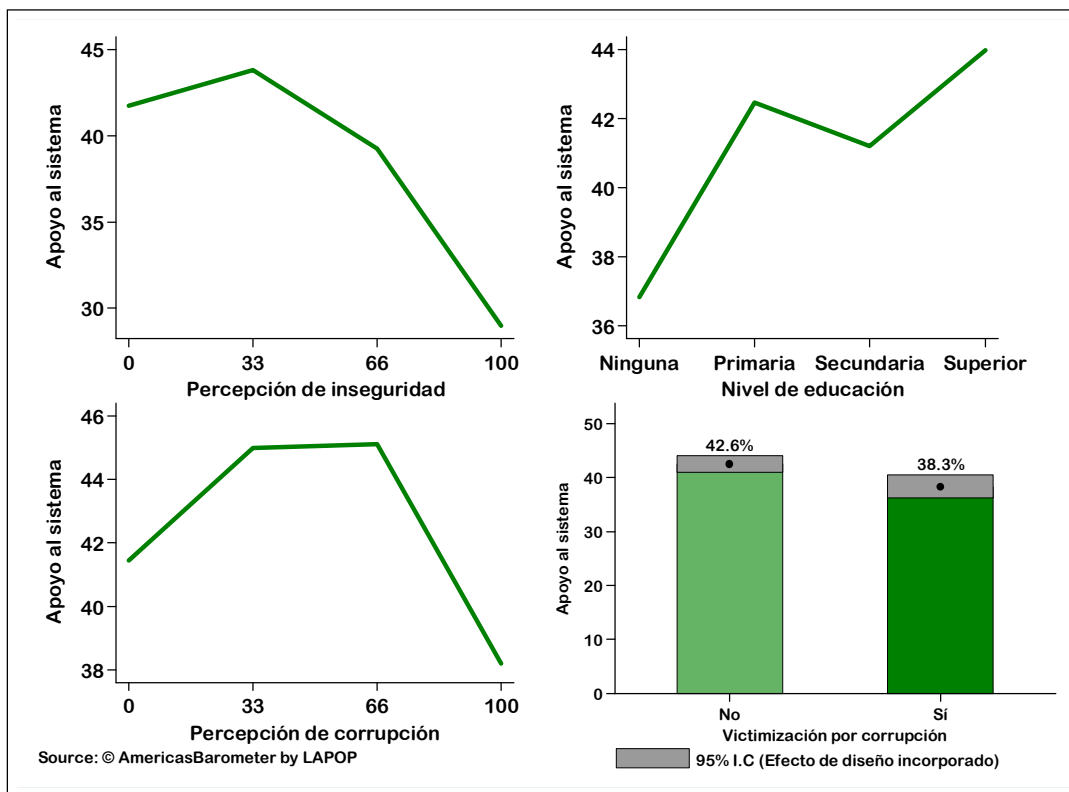 45
40
35
30
Apoyo al sistema
0 33 66 100
Percepción de inseguridad
44
42
40
38
36
Apoyo al sistema
Ninguna Primaria Secundaria Superior
Nivel de educación
46
44
42
40
38
Apoyo al sistema
0 33 66 100
Percepción de corrupción
50
40
30
20
10
0
Apoyo al sistema
42.6%
38.3%
No Sí
Victimización por corrupción
95% I.C (Efecto de diseño incorporado)
Source: © AmericasBarometer by LAPOP